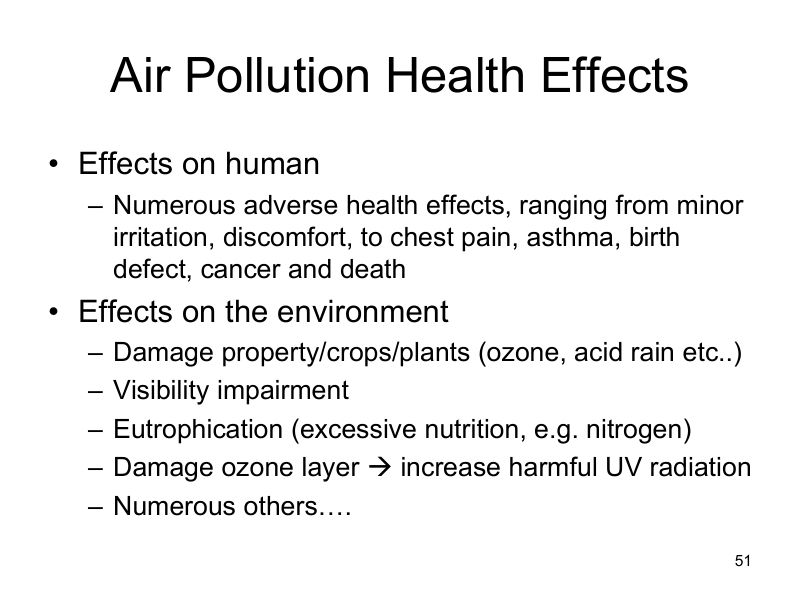 Air Pollution Health Effects
• Effects on human
– Numerous adverse health effects, ranging from minor
irritation, discomfort, to chest pain, asthma, birth
defect, cancer and death
• Effects on the environment
– Damage property/crops/plants (ozone, acid rain etc..)
– Visibility impairment
– Eutrophication (excessive nutrition, e.g. nitrogen)
– Damage ozone layer → increase harmful UV radiation
– Numerous others….
51